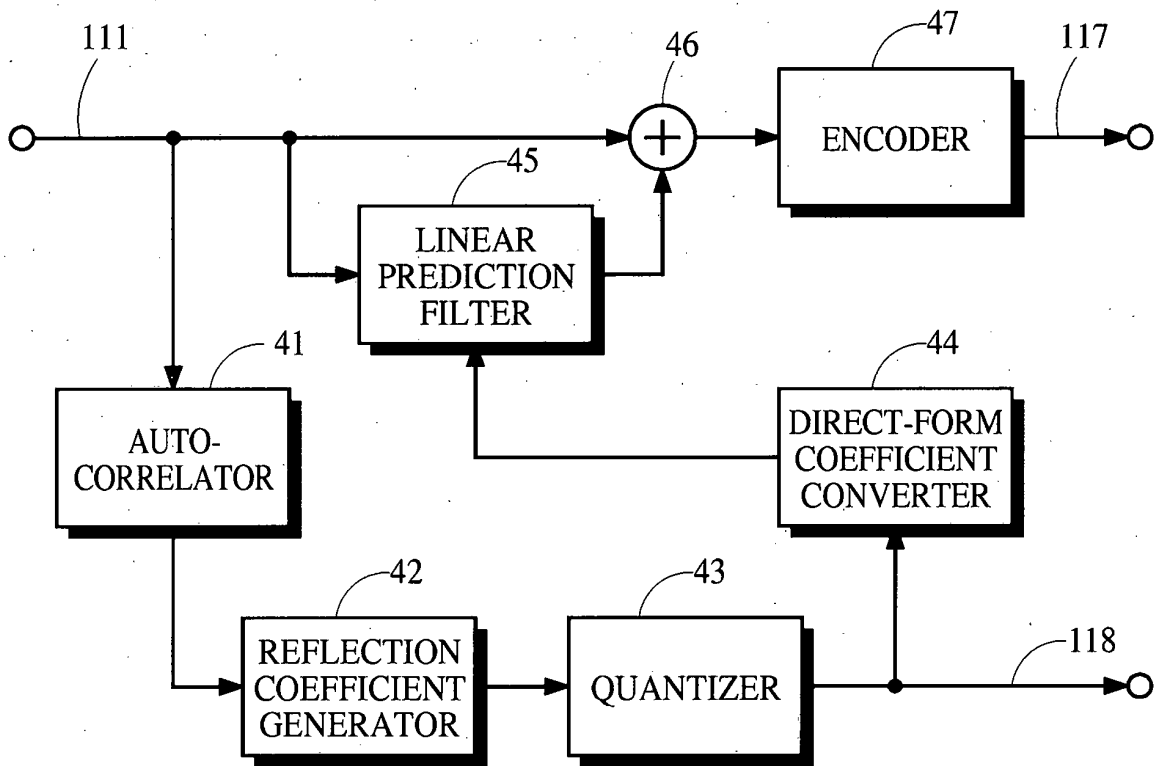 111
46
47
117
+
ENCODER
45
LINEAR
PREDICTION
FILTER
41
44
AUTO-
CORRELATOR
DIRECT-FORM
COEFFICIENT
CONVERTER
42
43
118
REFLECTION
COEFFICIENT
GENERATOR
QUANTIZER